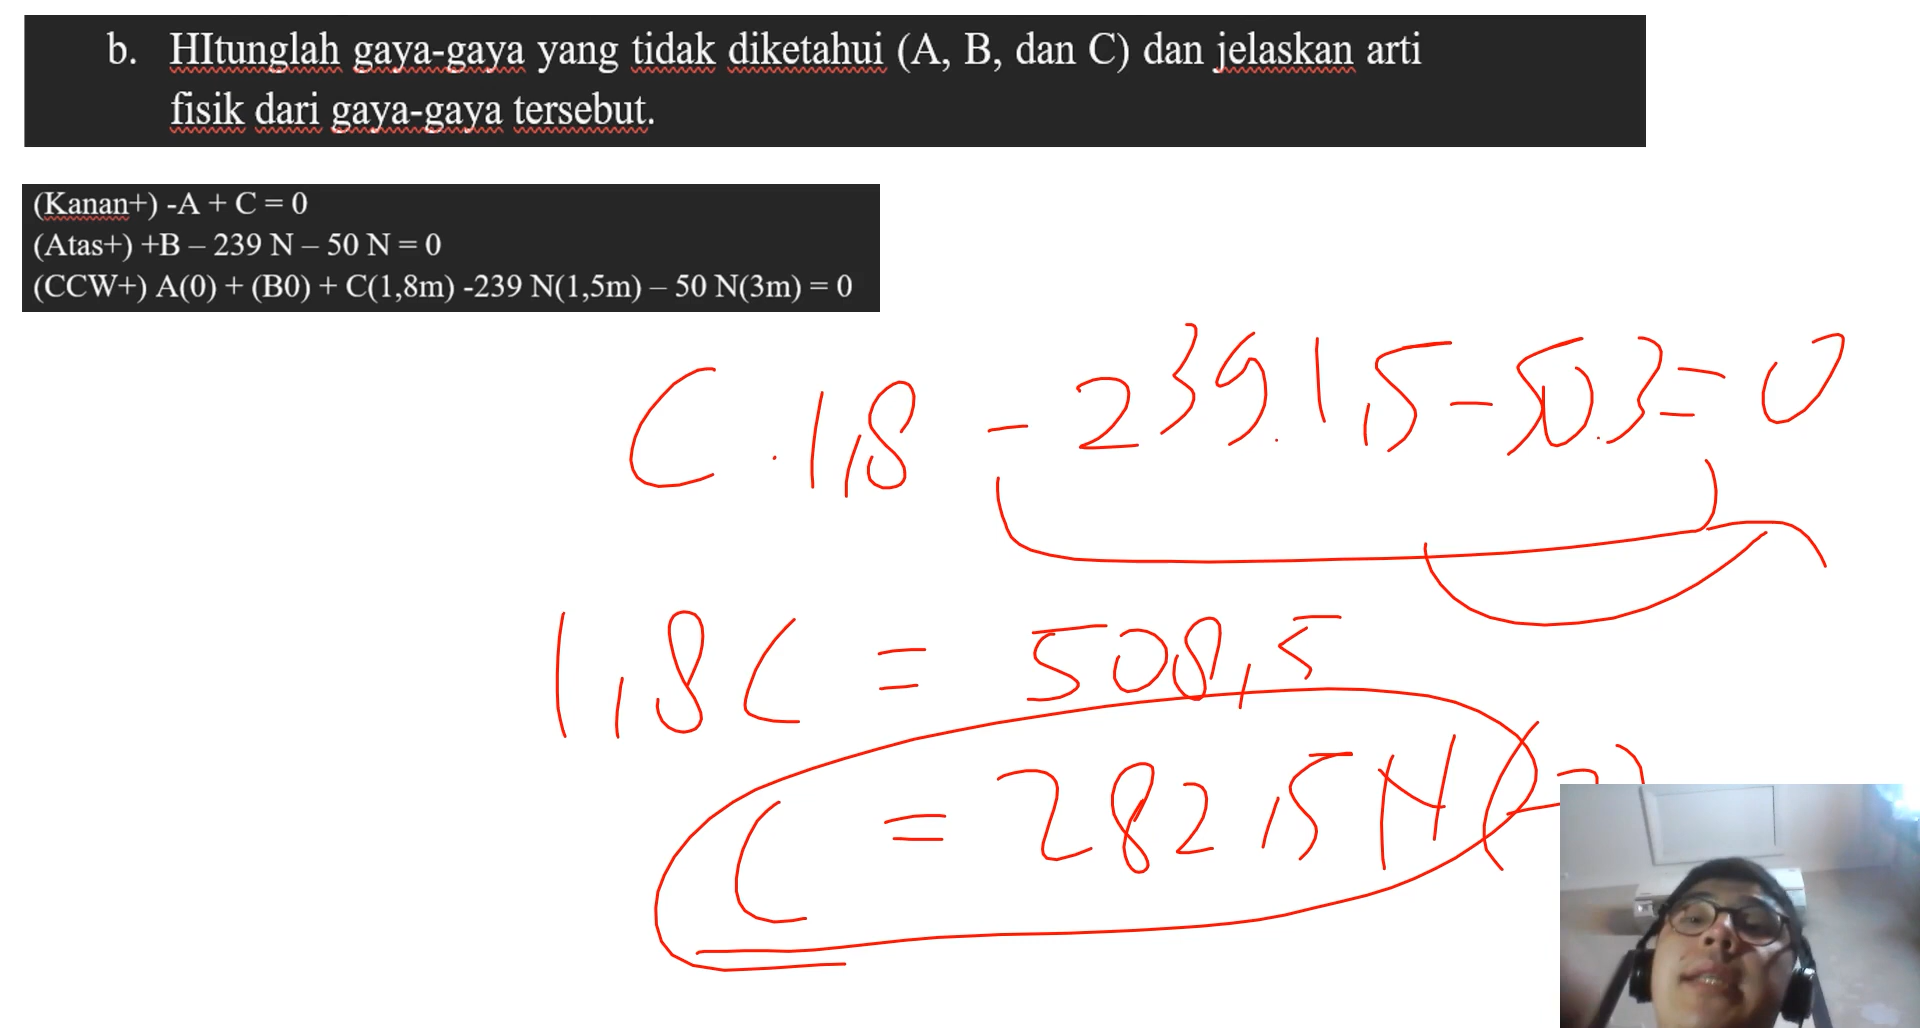 b. HItunglah gaya-gaya yang tidak diketahui (A, B, dan C) dan jelaskan arti
fisik dari gaya-gaya tersebut.
(Kanan+) -A + C = 0
(Atas+) +B – 239 N – 50 N = 0
(CCW+) A(0) + (B0) + C(1,8m) -239 N(1,5m) – 50 N(3m) = 0
C . 1,8 - 239.1,5 - 50.3 = 0
1,8 C = 508,5
C = 282,5 N